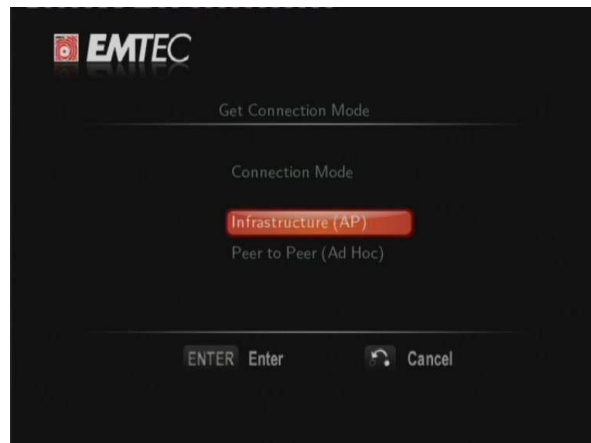 EMTEC
Get Connection Mode
Connection Mode
Infrastructure (AP)
Peer to Peer (Ad Hoc)
ENTER Enter Cancel